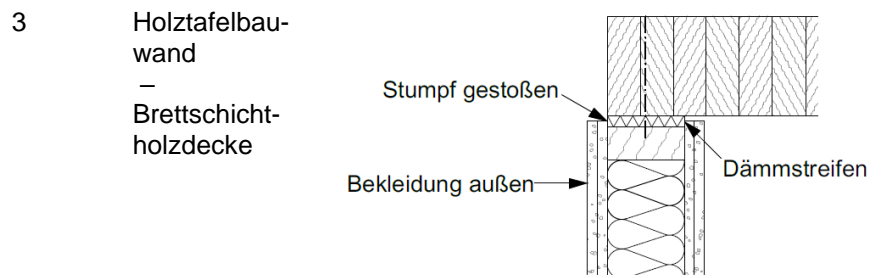 3
Holztafelbau-
wand
–
Brettschicht-
holzdecke
Stumpf gestoßen
Dämmstreifen
Bekleidung außen